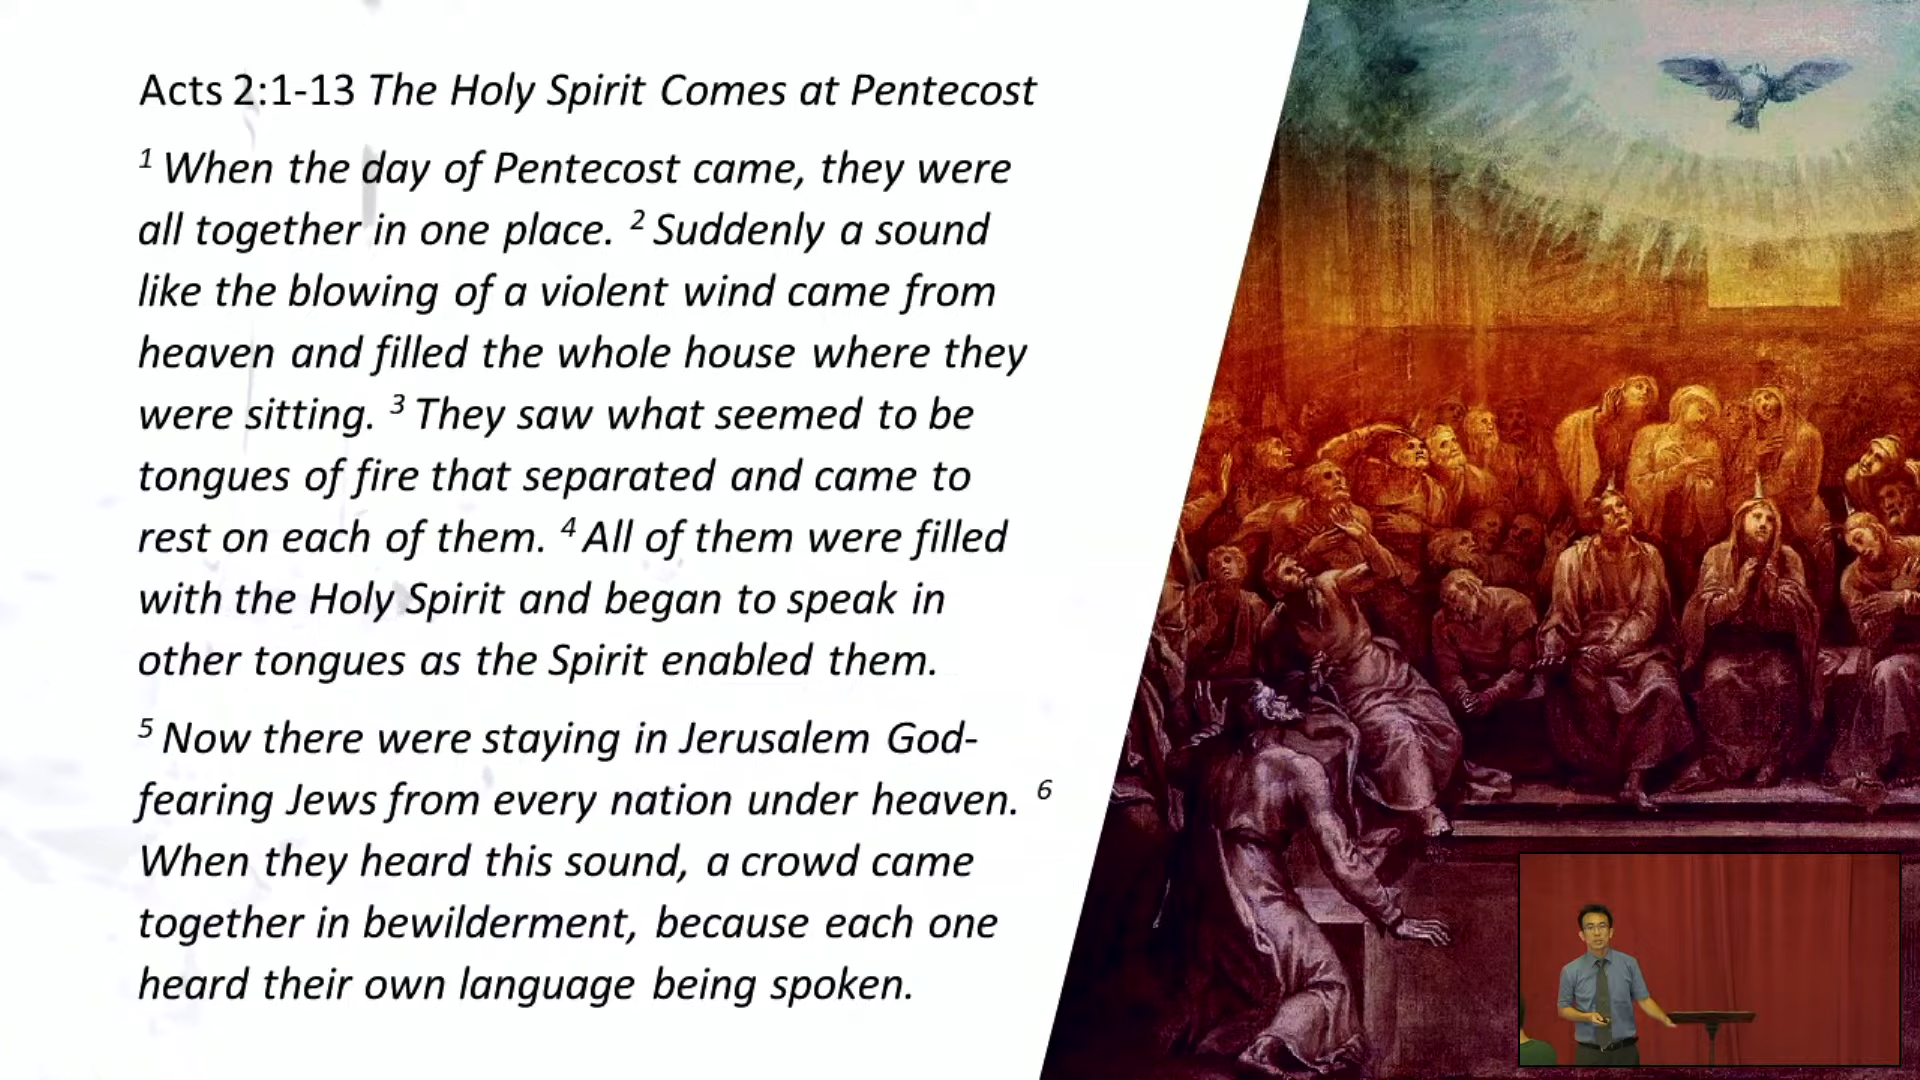 Acts 2:1-13 The Holy Spirit Comes at Pentecost
1 When the day of Pentecost came, they were
all together in one place. 2 Suddenly a sound
like the blowing of a violent wind came from
heaven and filled the whole house where they
were sitting. 3 They saw what seemed to be
tongues of fire that separated and came to
rest on each of them. 4 All of them were filled
with the Holy Spirit and began to speak in
other tongues as the Spirit enabled them.
5 Now there were staying in Jerusalem God-
fearing Jews from every nation under heaven. 6
When they heard this sound, a crowd came
together in bewilderment, because each one
heard their own language being spoken.